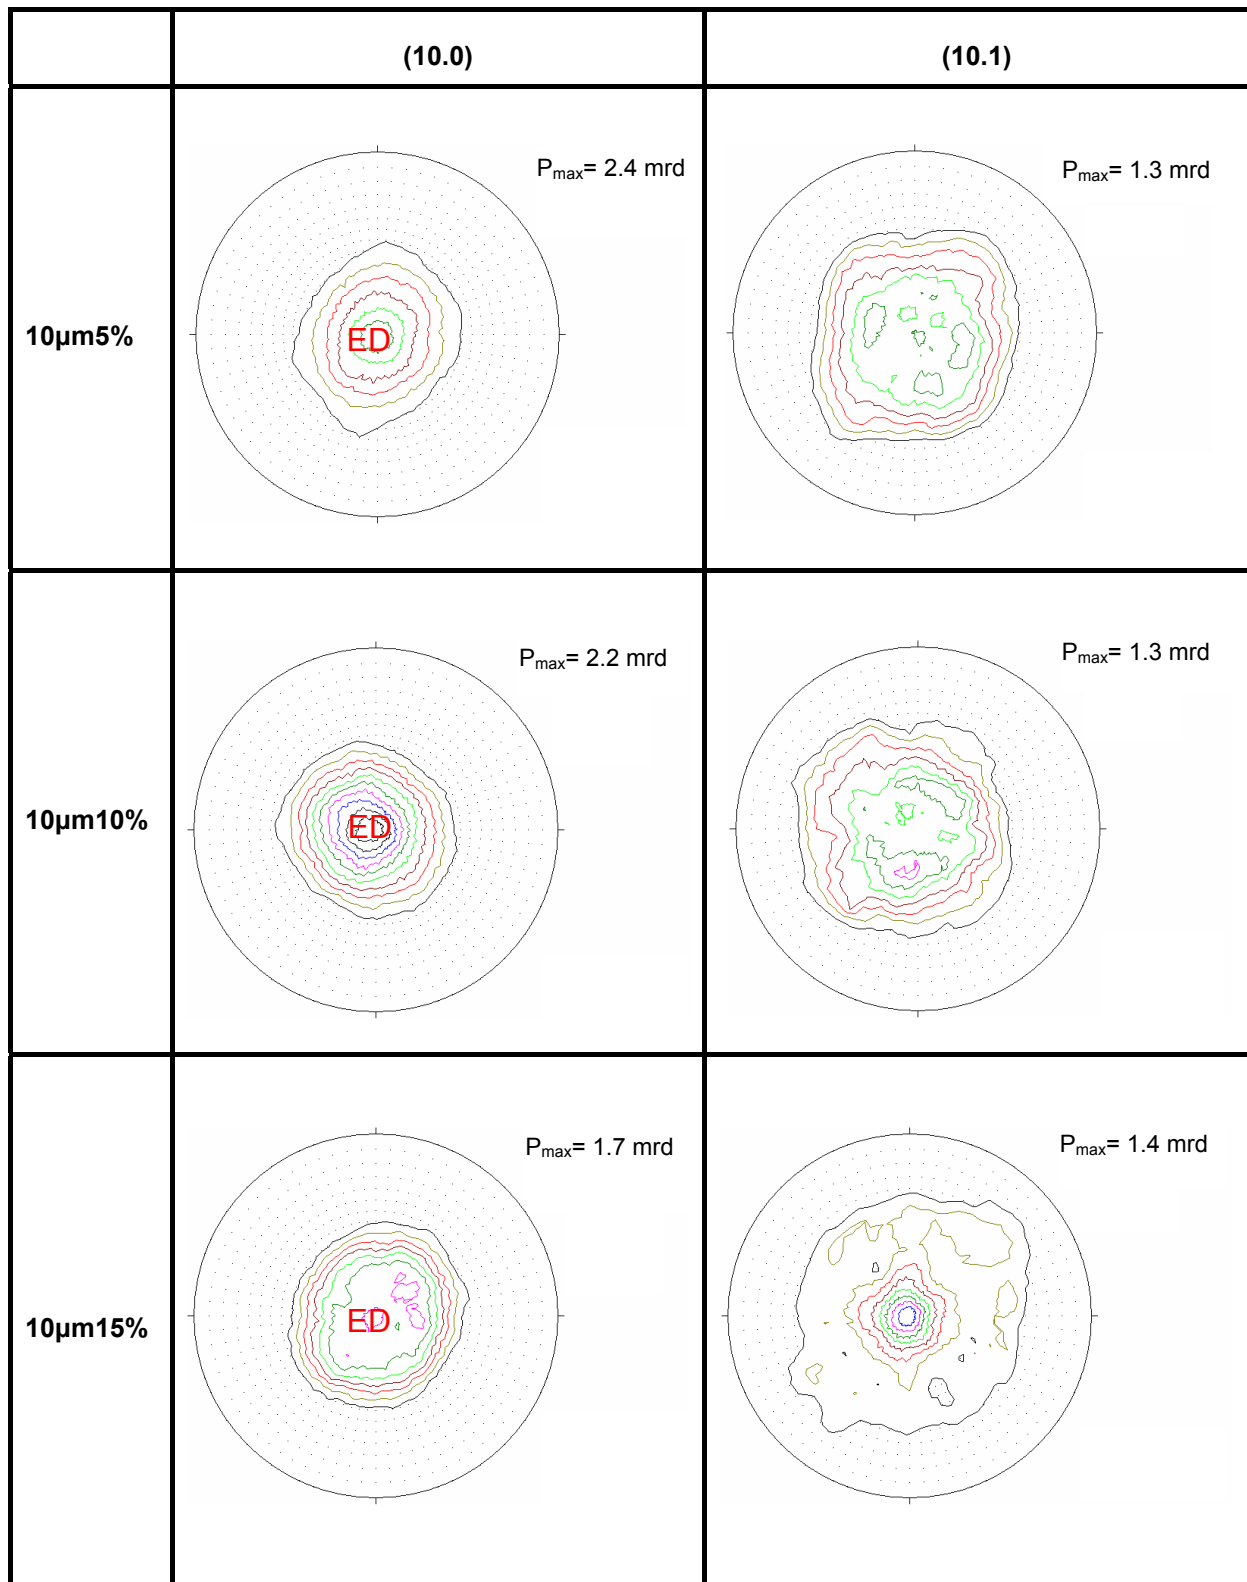 (10.0) (10.1)
10µm5%
Pmax= 2.4 mrd
ED
Pmax= 1.3 mrd
10µm10%
Pmax= 2.2 mrd
ED
Pmax= 1.3 mrd
10µm15%
Pmax= 1.7 mrd
ED
Pmax= 1.4 mrd